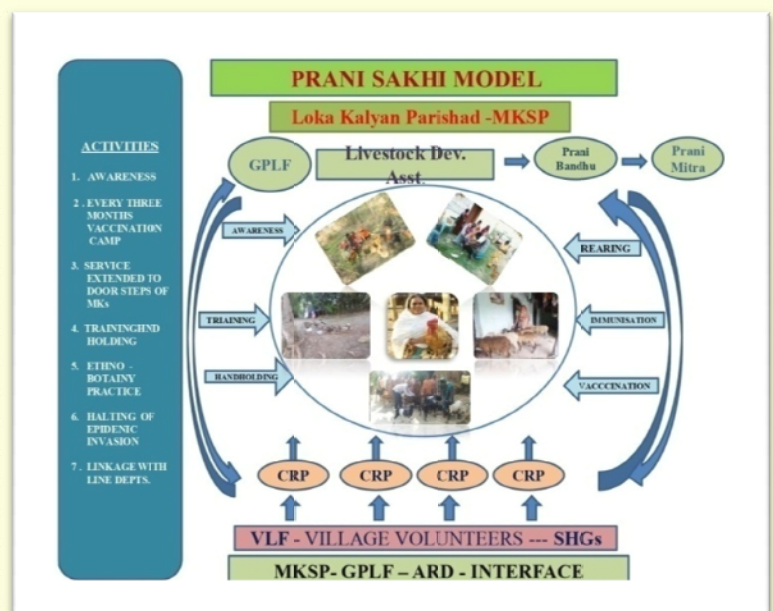 PRANI SAKHI MODEL
Loka Kalyan Parishad -MKSP
ACTIVITIES
1. AWARENESS
2 . EVERY THREE
MONTHS
VACCINATION
CAMP
3. SERVICE
EXTENDED TO
DOOR STEPS OF
MKs
4. TRAININGHND
HOLDING
5. ETHNO -
BOTAINY
PRACTICE
6. HALTING OF
EPIDENIC
INVASION
7 . LINKAGE WITH
LINE DEPTS.
GPLF
Livestock Dev.
Asst.
Prani
Bandhu
Prani
Mitra
AWARENESS
REARING
TRIAINING
IMMUNISATION
HANDHOLDING
VACCCINATION
CRP
CRP
CRP
CRP
VLF - VILLAGE VOLUNTEERS --- SHGs
MKSP- GPLF – ARD - INTERFACE